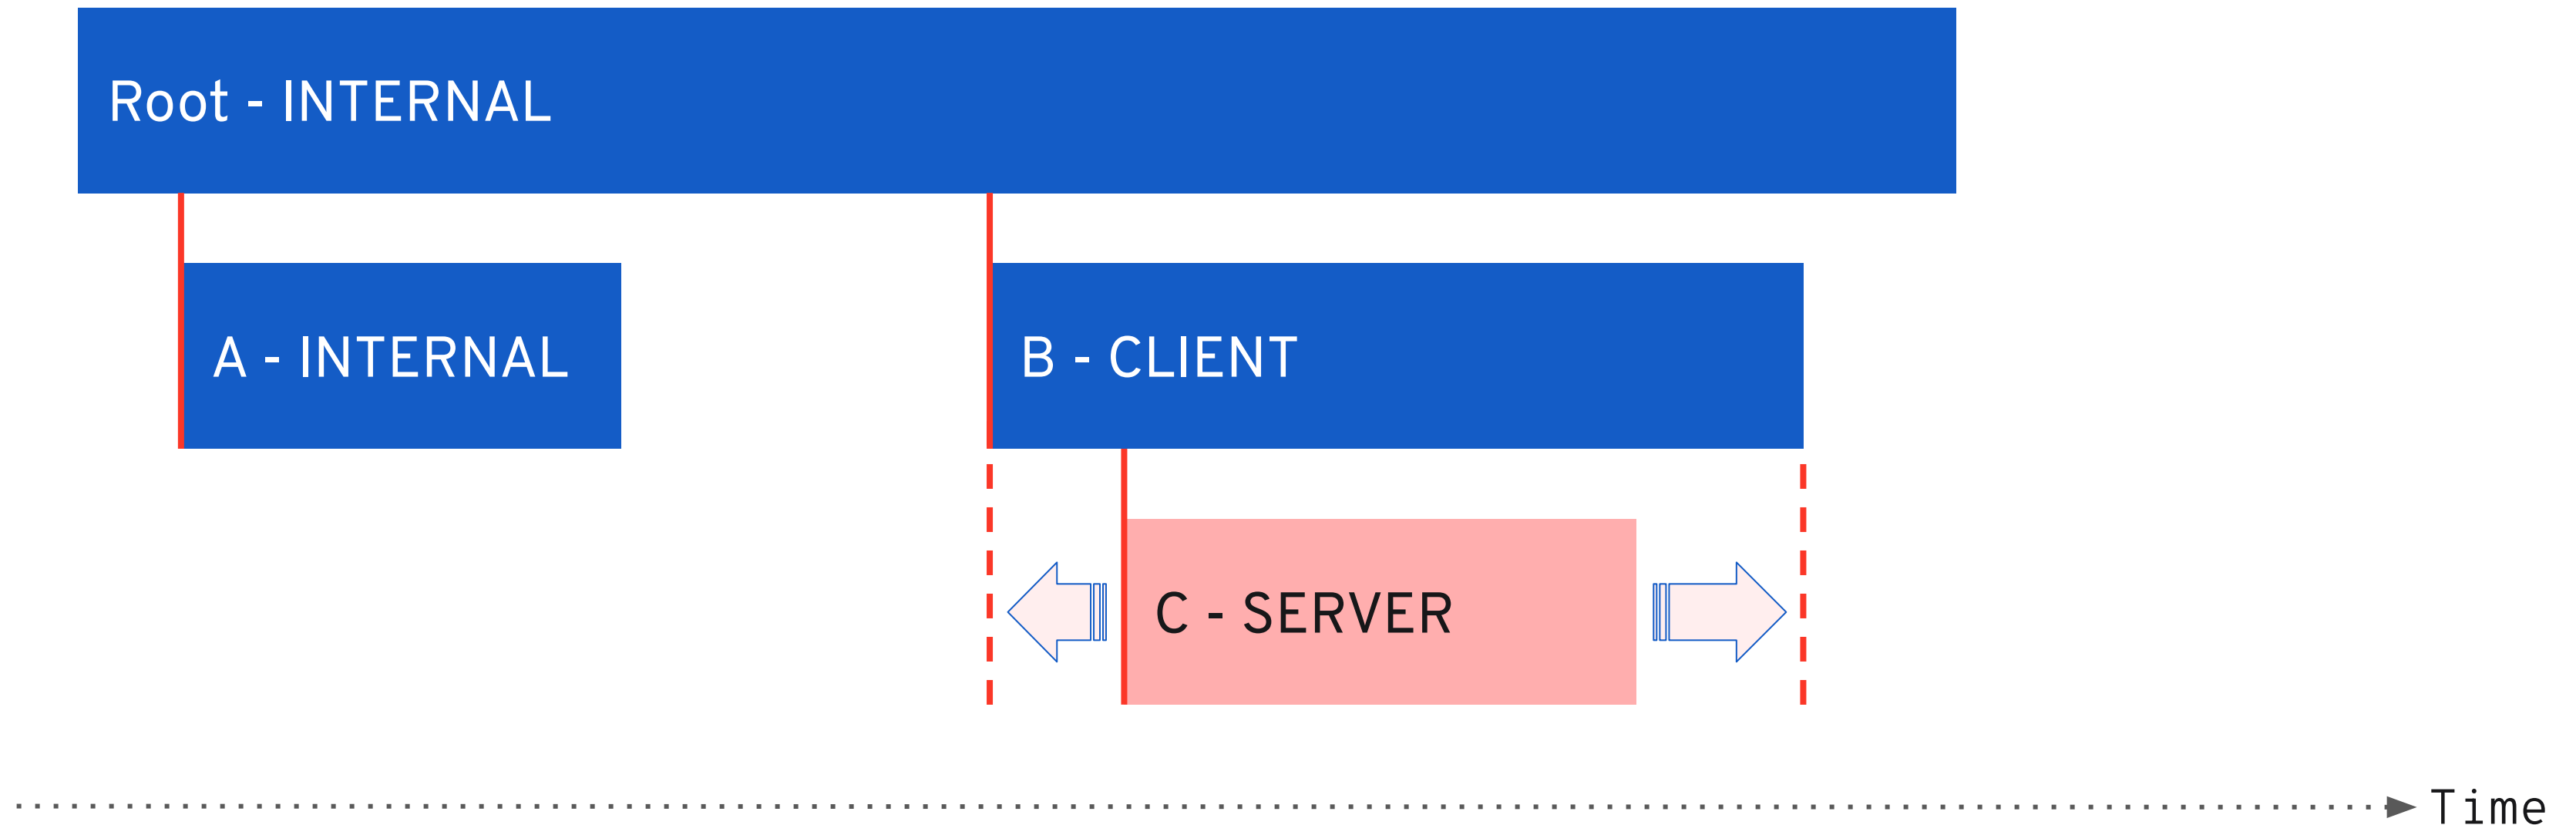 Root - INTERNAL
A - INTERNAL
B - CLIENT
C - SERVER
Time